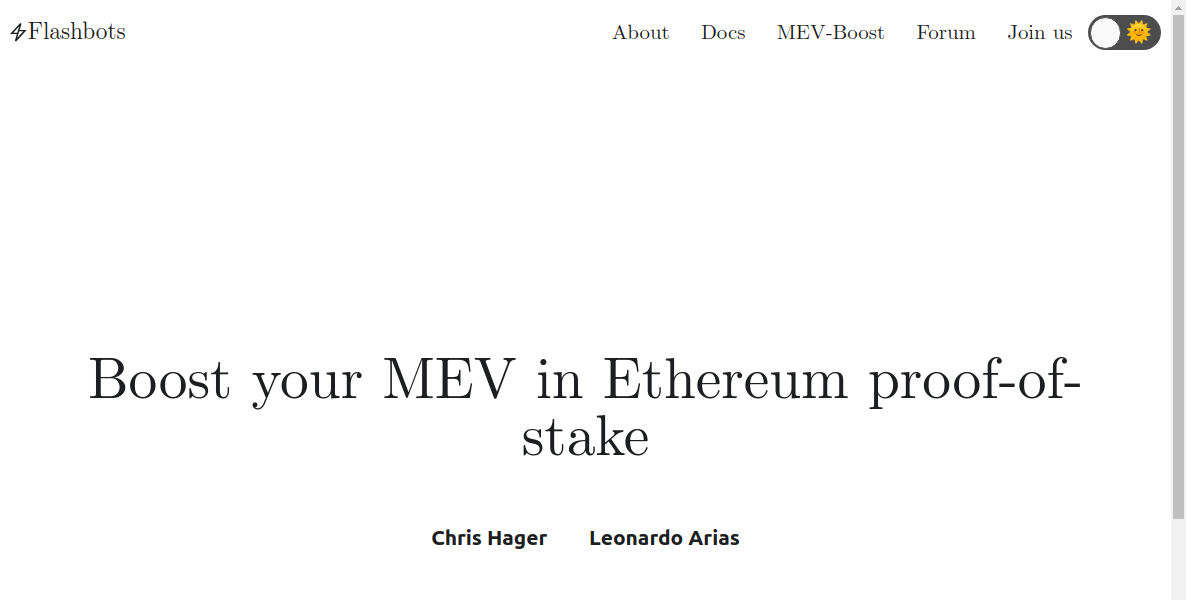 Flashbots
About Docs MEV-Boost Forum Join us
Boost your MEV in Ethereum proof-of-
stake
Chris Hager Leonardo Arias